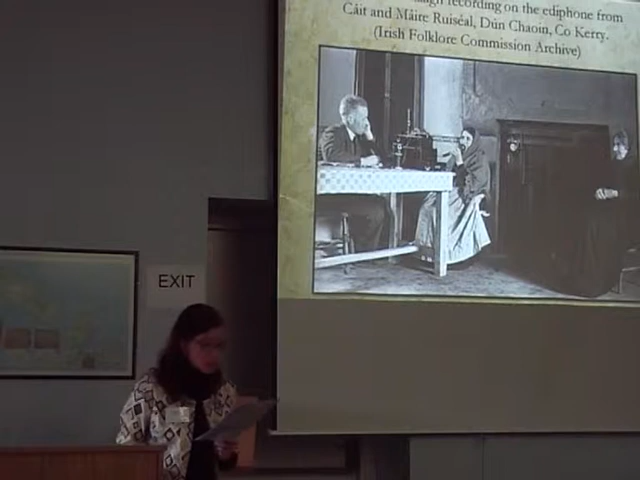 recording on the ediphone from
Cáit and Máire Ruiséal, Dún Chaoin, Co Kerry.
(Irish Folklore Commission Archive)
EXIT